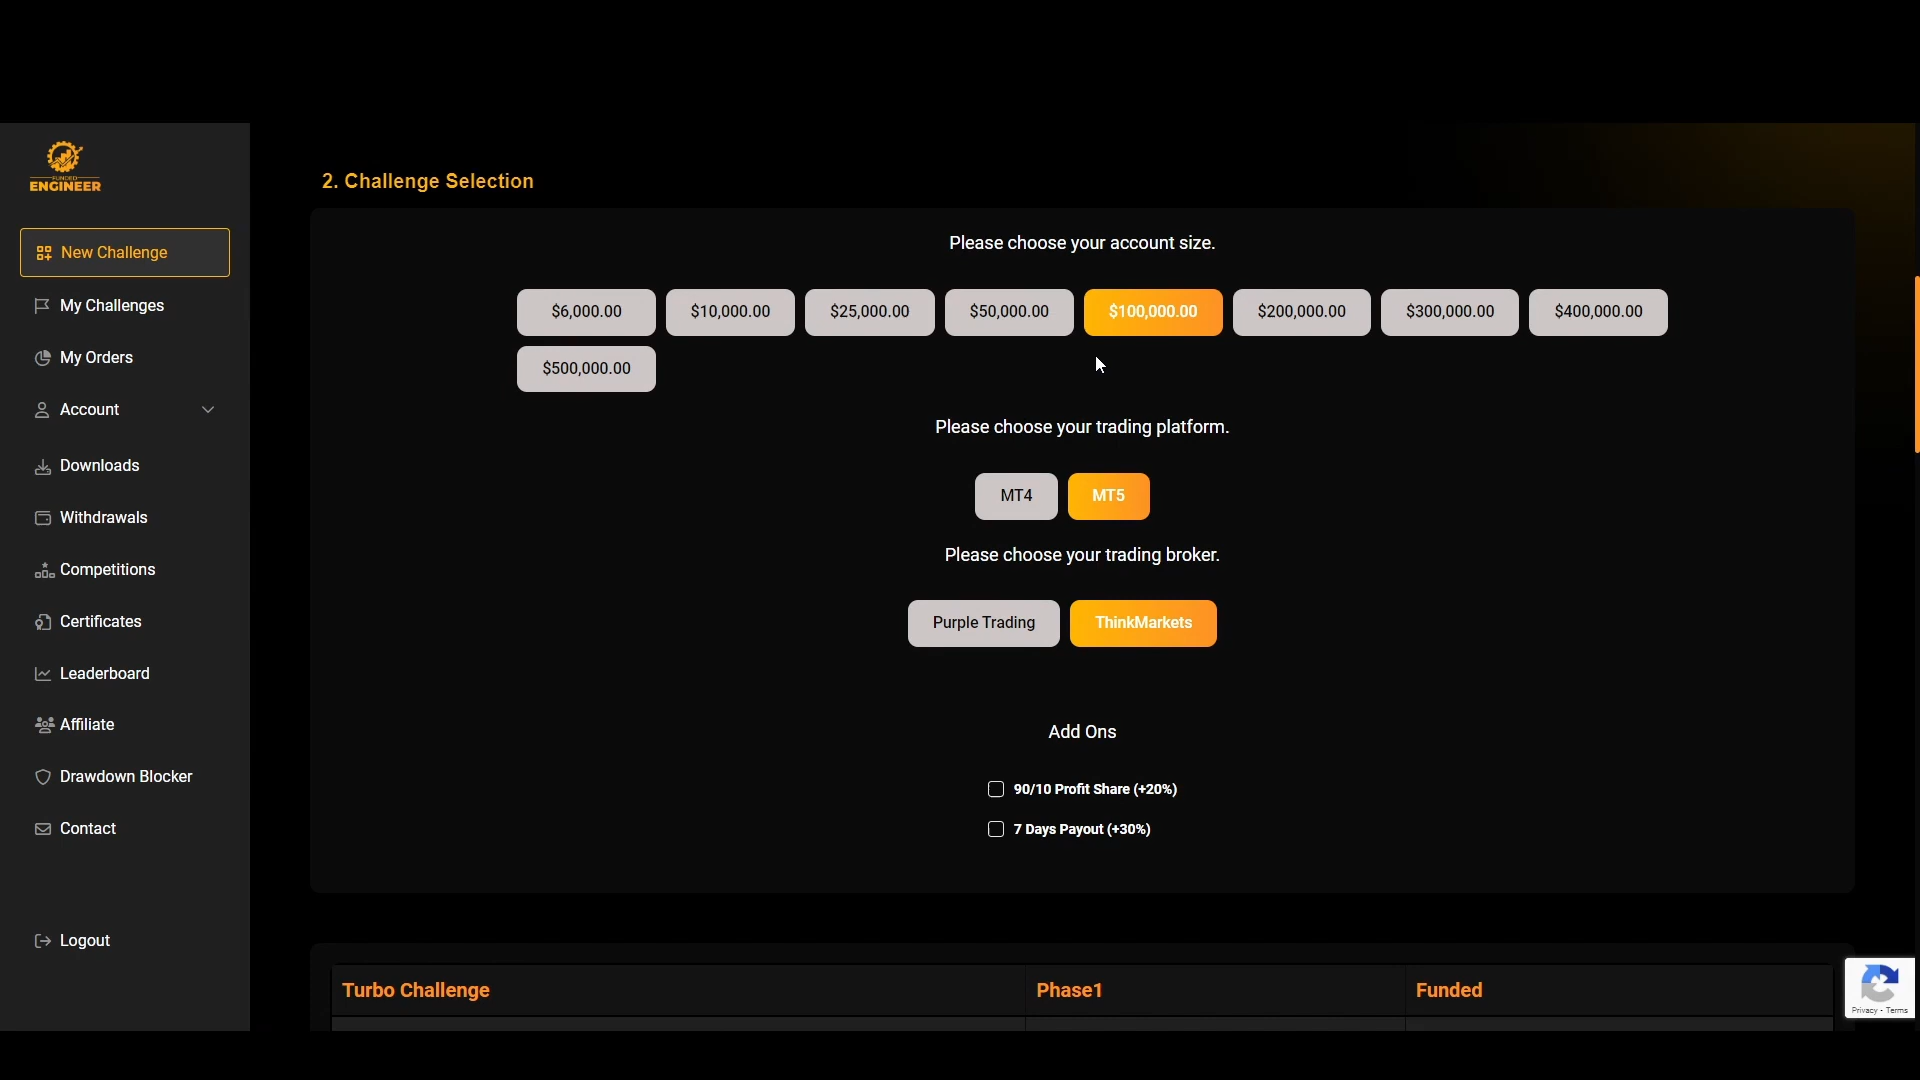 FUNDED
ENGINEER
New Challenge
My Challenges
My Orders
Account
Downloads
Withdrawals
Competitions
Certificates
Leaderboard
Affiliate
Drawdown Blocker
Contact
Logout
2. Challenge Selection
Please choose your account size.
$6,000.00 $10,000.00 $25,000.00 $50,000.00 $100,000.00 $200,000.00 $300,000.00 $400,000.00
$500,000.00
Please choose your trading platform.
MT4 MT5
Please choose your trading broker.
Purple Trading ThinkMarkets
Add Ons
90/10 Profit Share (+20%)
7 Days Payout (+30%)
Turbo Challenge Phase1 Funded
Privacy - Terms